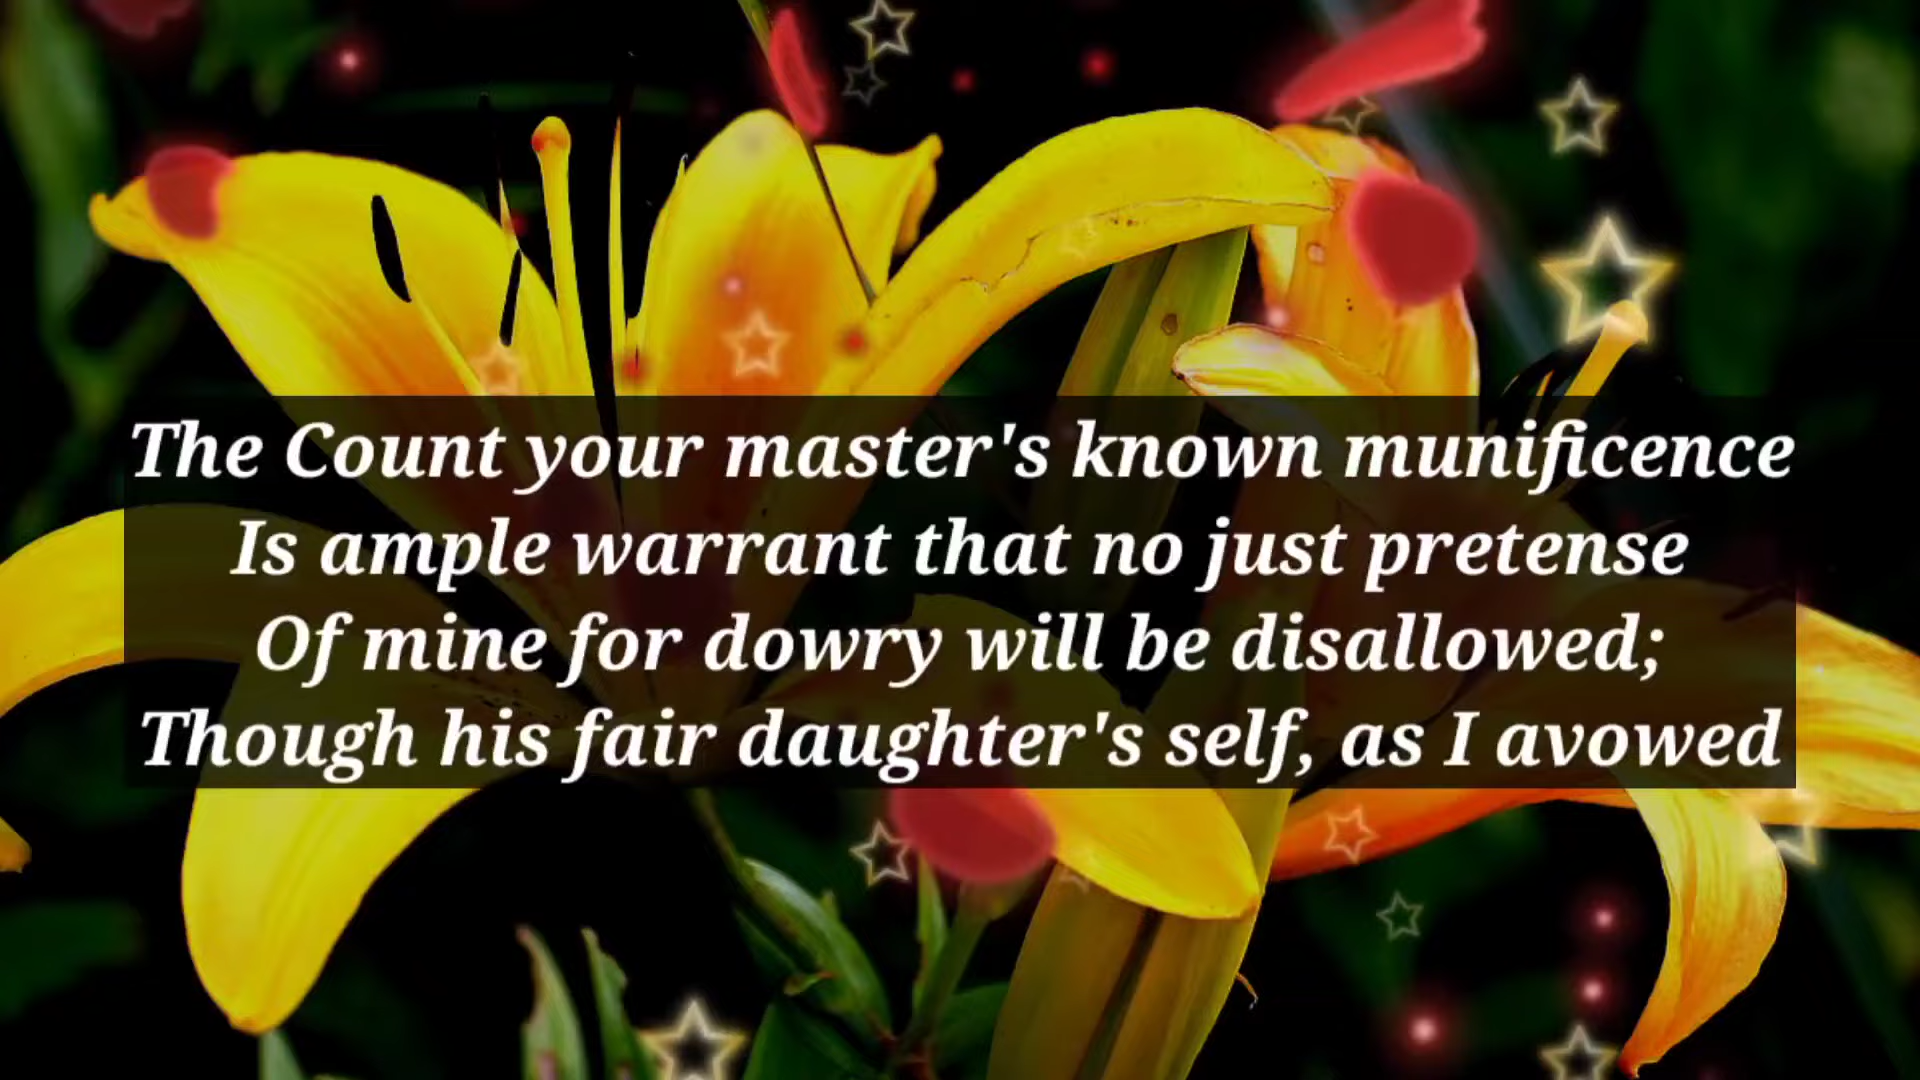 The Count your master's known munificence
Is ample warrant that no just pretense
Of mine for dowry will be disallowed;
Though his fair daughter's self, as I avowed